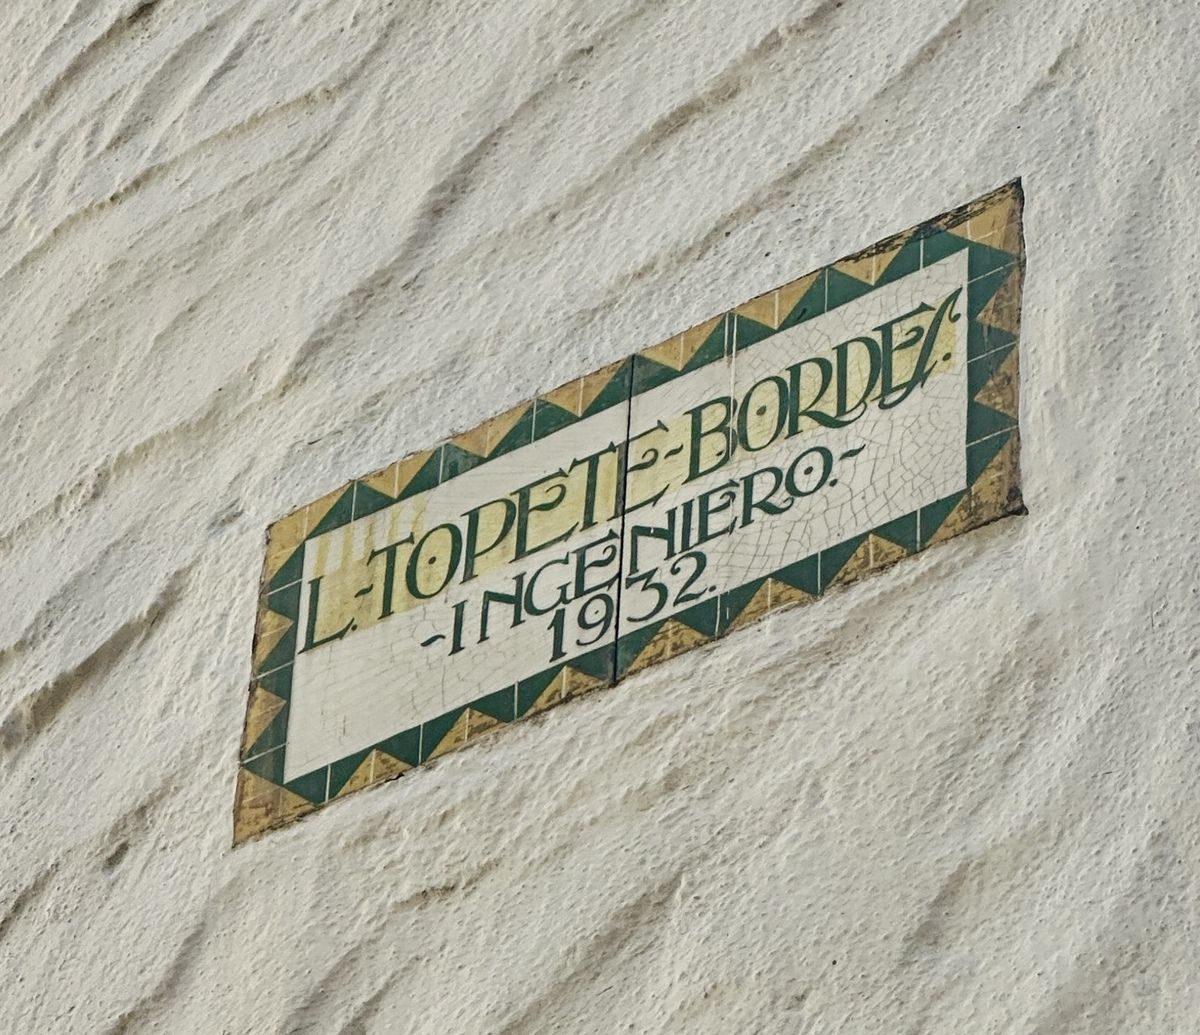 L.-TOPETE-BORDES.
-INGENIERO.-
1932.